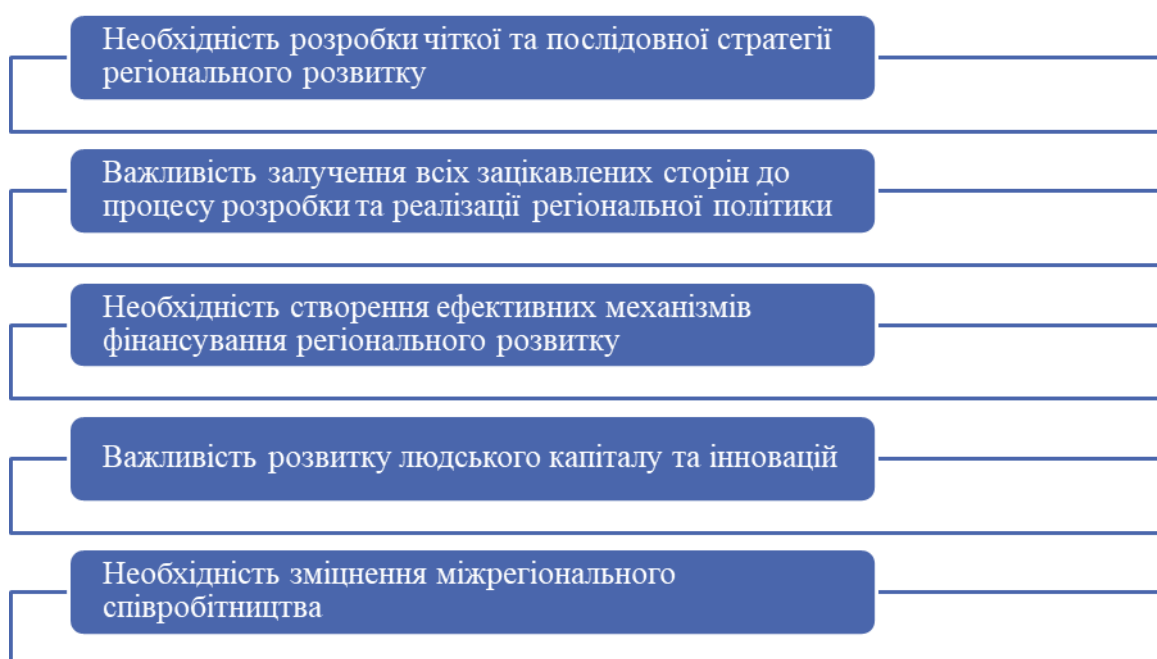 Необхідність розробки чіткої та послідовної стратегії
регіонального розвитку
Важливість залучення всіх зацікавлених сторін до
процесу розробки та реалізації регіональної політики
Необхідність створення ефективних механізмів
фінансування регіонального розвитку
Важливість розвитку людського капіталу та інновацій
Необхідність зміцнення міжрегіонального
співробітництва